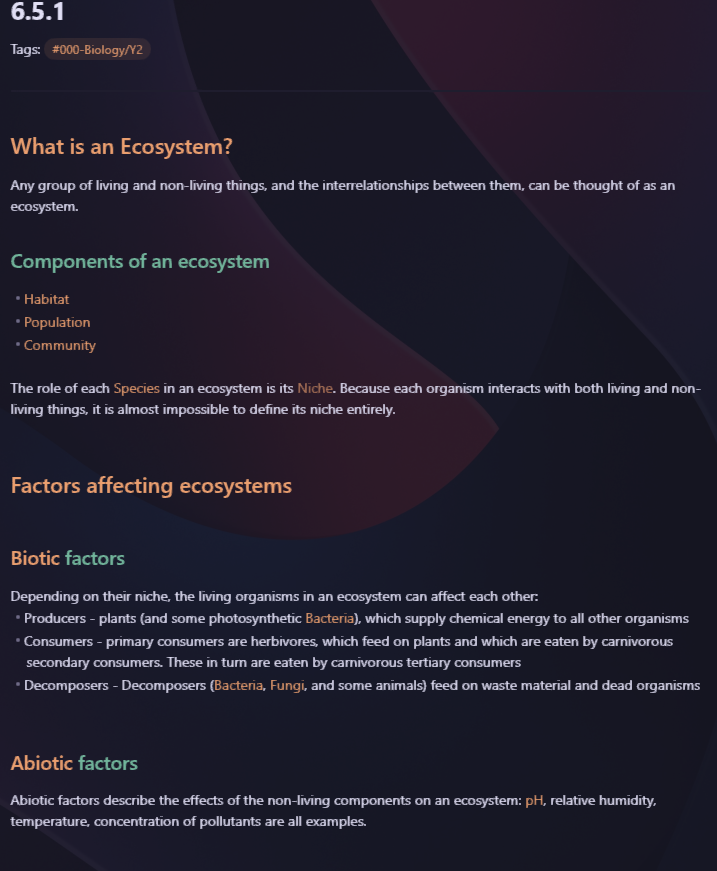 6.5.1
Tags: #000-Biology/Y2
What is an Ecosystem?
Any group of living and non-living things, and the interrelationships between them, can be thought of as an
ecosystem.
Components of an ecosystem
• Habitat
• Population
• Community
The role of each Species in an ecosystem is its Niche. Because each organism interacts with both living and non-
living things, it is almost impossible to define its niche entirely.
Factors affecting ecosystems
Biotic factors
Depending on their niche, the living organisms in an ecosystem can affect each other:
• Producers - plants (and some photosynthetic Bacteria), which supply chemical energy to all other organisms
• Consumers - primary consumers are herbivores, which feed on plants and which are eaten by carnivorous
secondary consumers. These in turn are eaten by carnivorous tertiary consumers
• Decomposers - Decomposers (Bacteria, Fungi, and some animals) feed on waste material and dead organisms
Abiotic factors
Abiotic factors describe the effects of the non-living components on an ecosystem: pH, relative humidity,
temperature, concentration of pollutants are all examples.